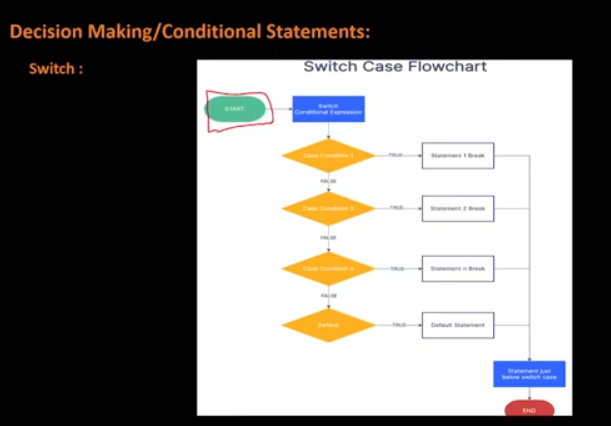 Decision Making/Conditional Statements:
Switch :
Switch Case Flowchart
START
Switch
Conditional Expression
Case Condition 1
TRUE
Statement 1 Break
FALSE
Case Condition 2
TRUE
Statement 2 Break
FALSE
Case Condition n
TRUE
Statement n Break
FALSE
Default
TRUE
Default Statement
Statement just
below switch case
END